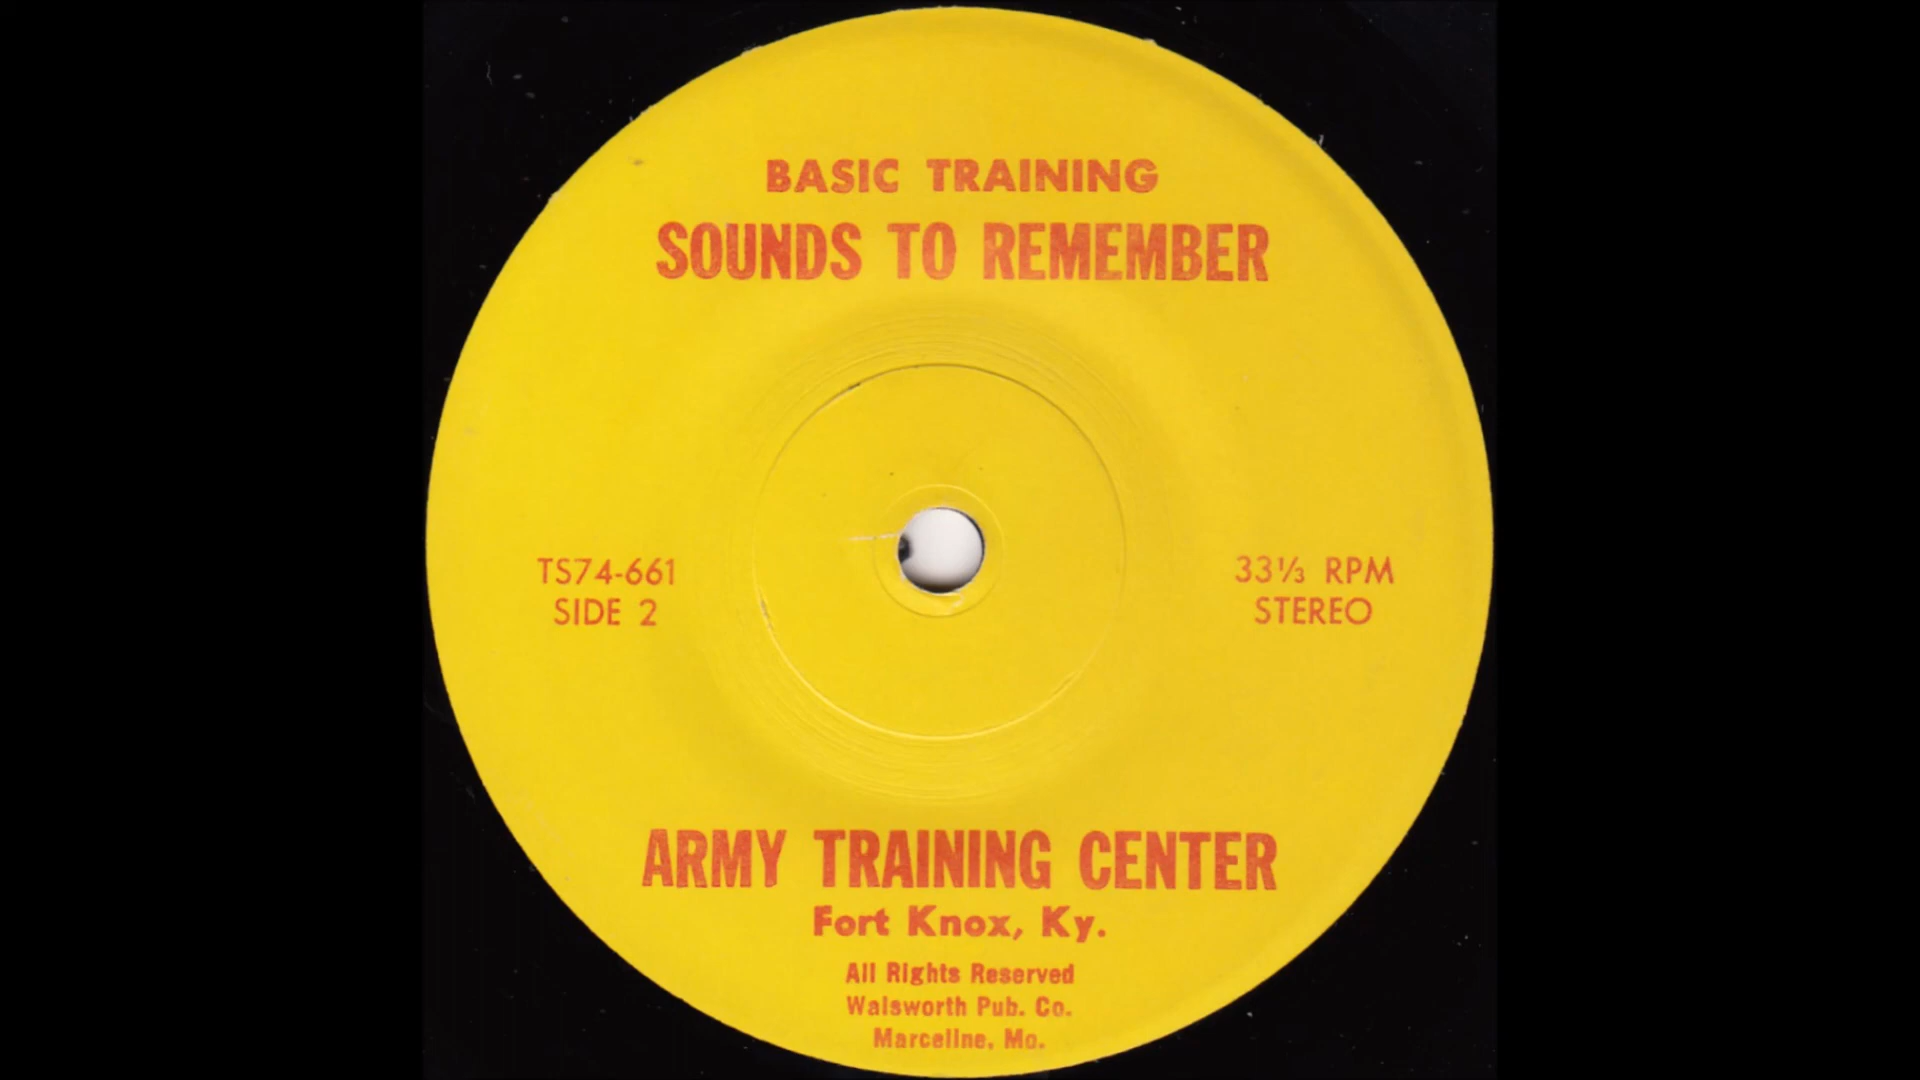 BASIC TRAINING
SOUNDS TO REMEMBER
TS74-661
SIDE 2
33⅓ RPM
STEREO
ARMY TRAINING CENTER
Fort Knox, Ky.
All Rights Reserved
Walsworth Pub. Co.
Marceline, Mo.